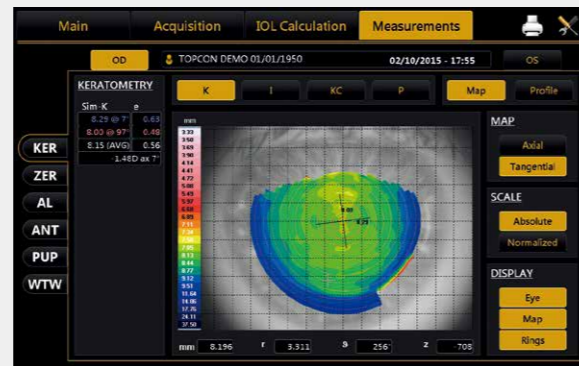 Main Acquisition IOL Calculation Measurements
OD TOPCON DEMO 01/01/1950 02/10/2015 - 17:55 OS
KERATOMETRY
Sim-K e
8.29 @ 7° 0.63
8.00 @ 97° 0.48
8.15 (AVG) 0.56
-1.48D ax 7°
KER
ZER
AL
ANT
PUP
WTW
K I KC P Map Profile
mm
MAP
Axial
Tangential
SCALE
Absolute
Normalized
DISPLAY
Eye
Map
Rings
mm 8.196 r 3.311 256° z -708